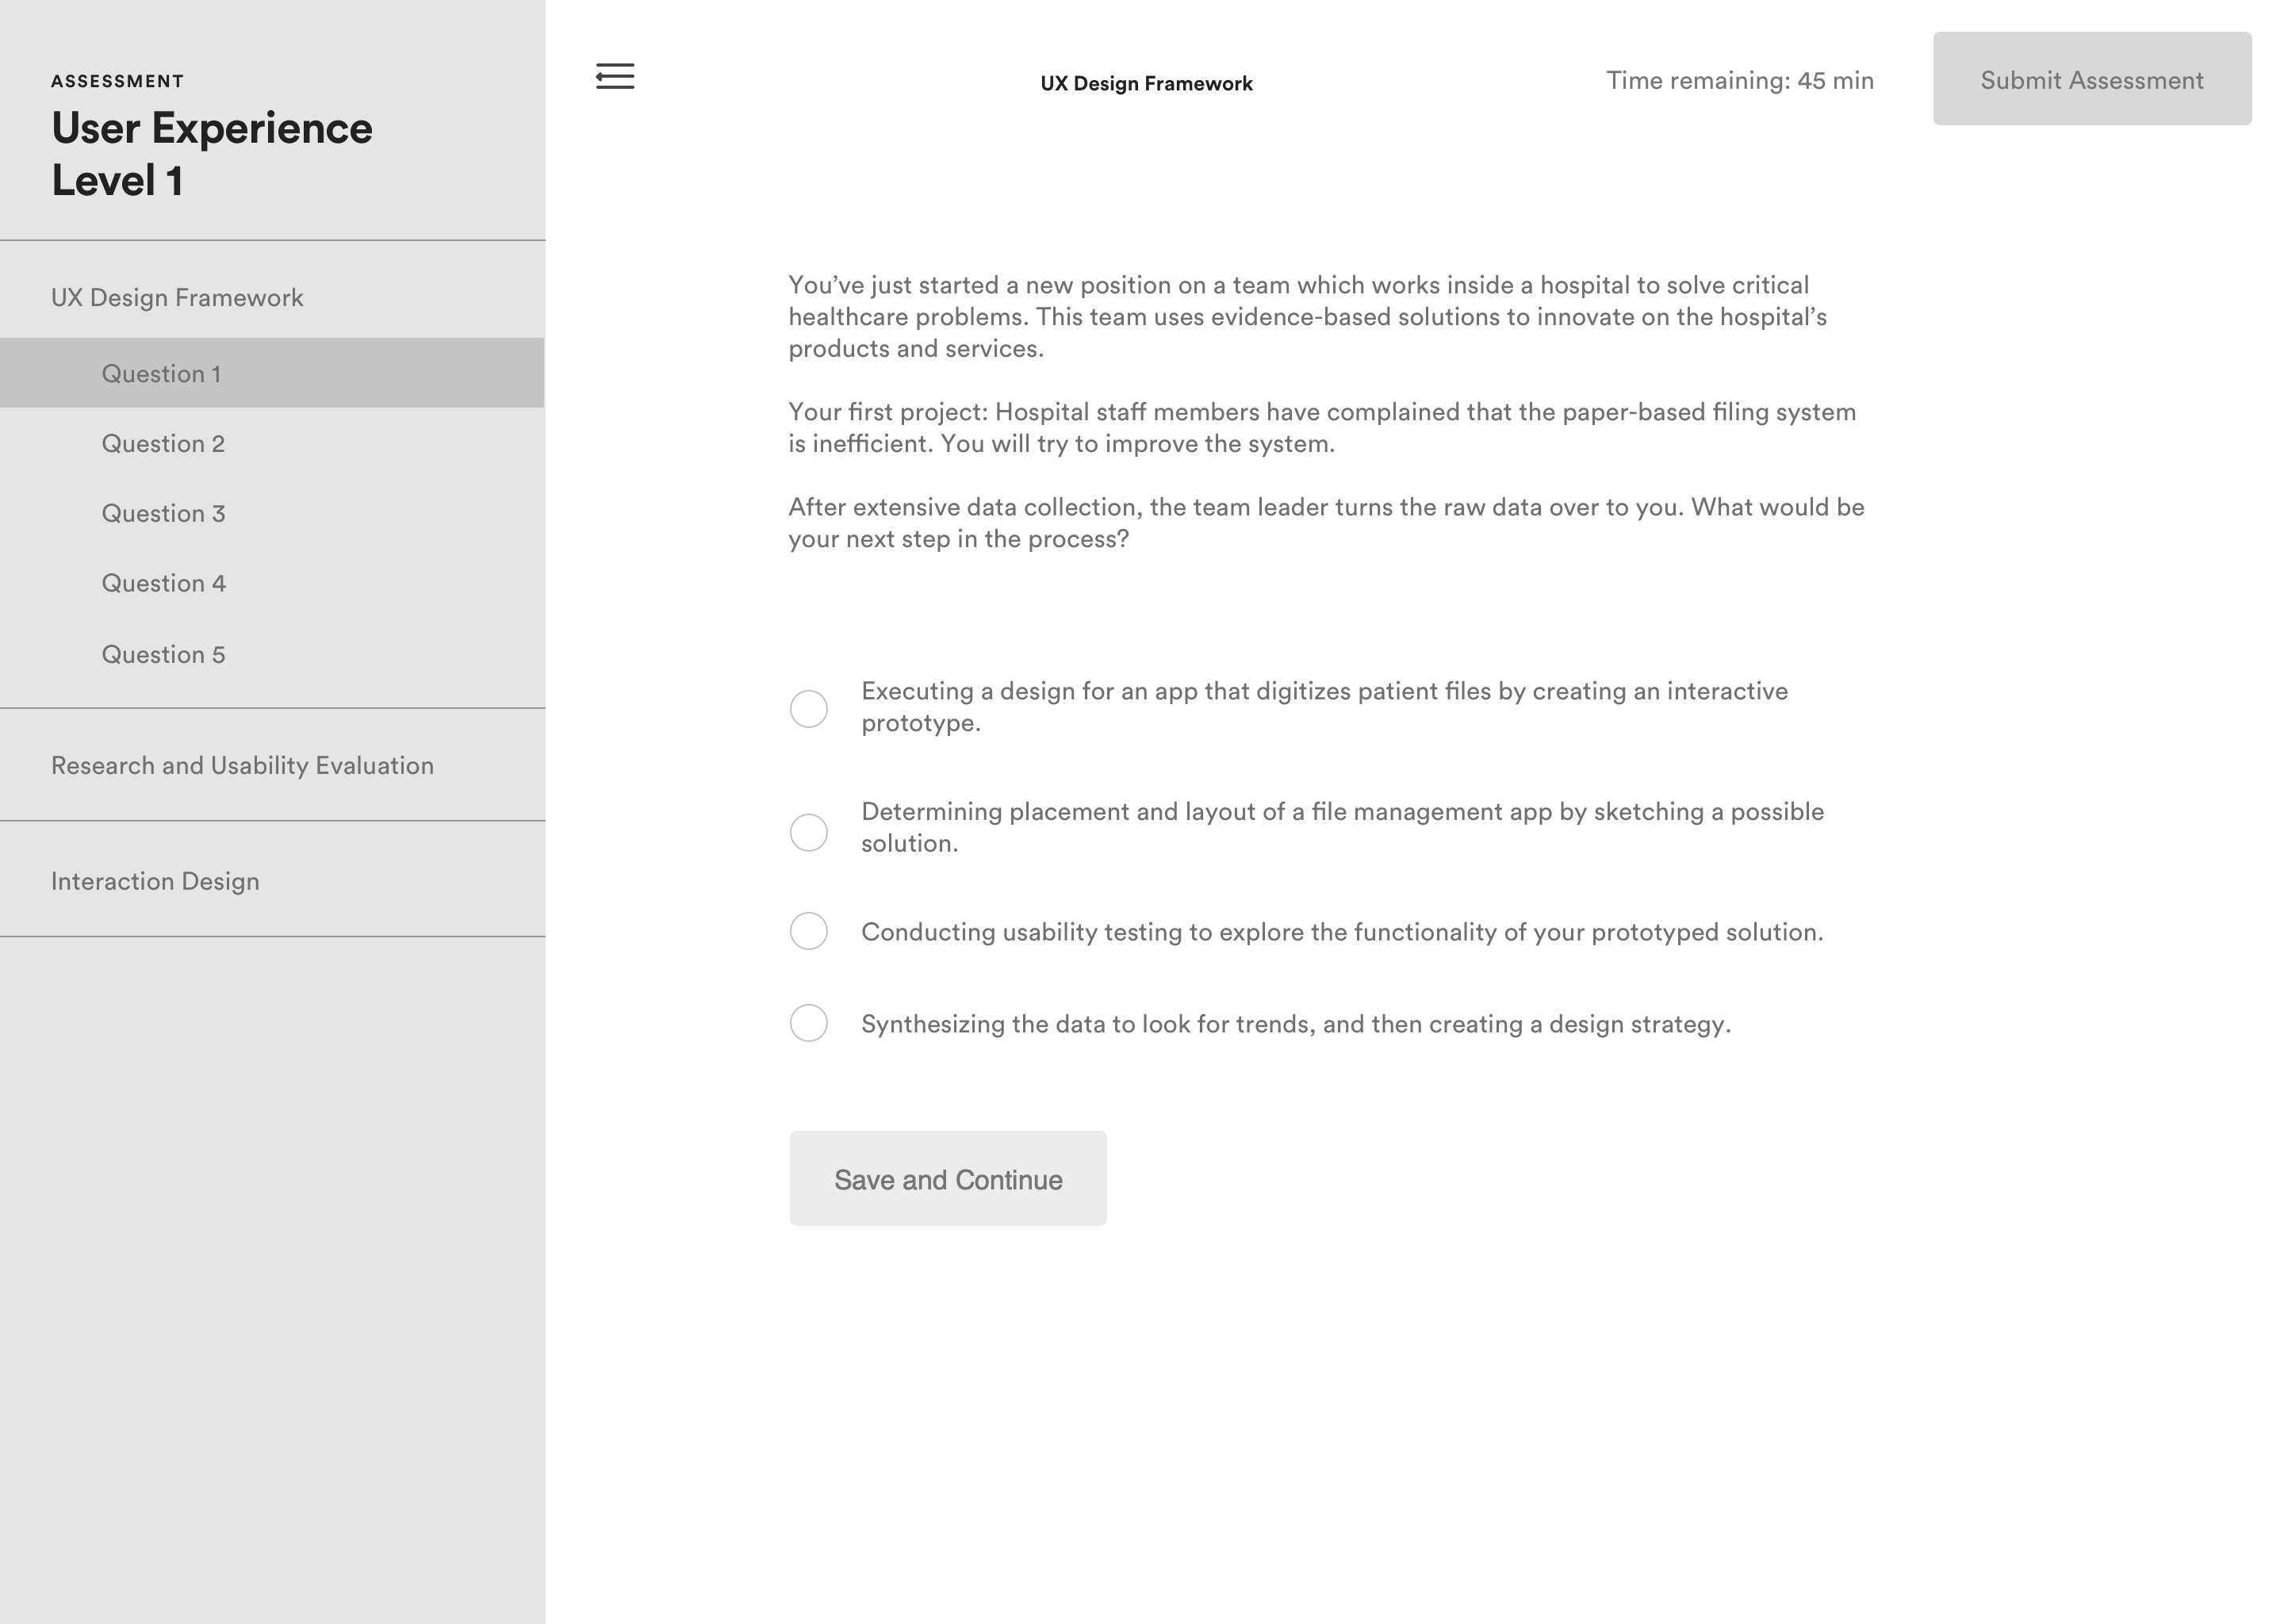 ASSESSMENT
User Experience
Level 1
UX Design Framework
Question 1
Question 2
Question 3
Question 4
Question 5
Research and Usability Evaluation
Interaction Design
UX Design Framework
Time remaining: 45 min
Submit Assessment
You’ve just started a new position on a team which works inside a hospital to solve critical
healthcare problems. This team uses evidence-based solutions to innovate on the hospital’s
products and services.
Your first project: Hospital staff members have complained that the paper-based filing system
is inefficient. You will try to improve the system.
After extensive data collection, the team leader turns the raw data over to you. What would be
your next step in the process?
Executing a design for an app that digitizes patient files by creating an interactive
prototype.
Determining placement and layout of a file management app by sketching a possible
solution.
Conducting usability testing to explore the functionality of your prototyped solution.
Synthesizing the data to look for trends, and then creating a design strategy.
Save and Continue